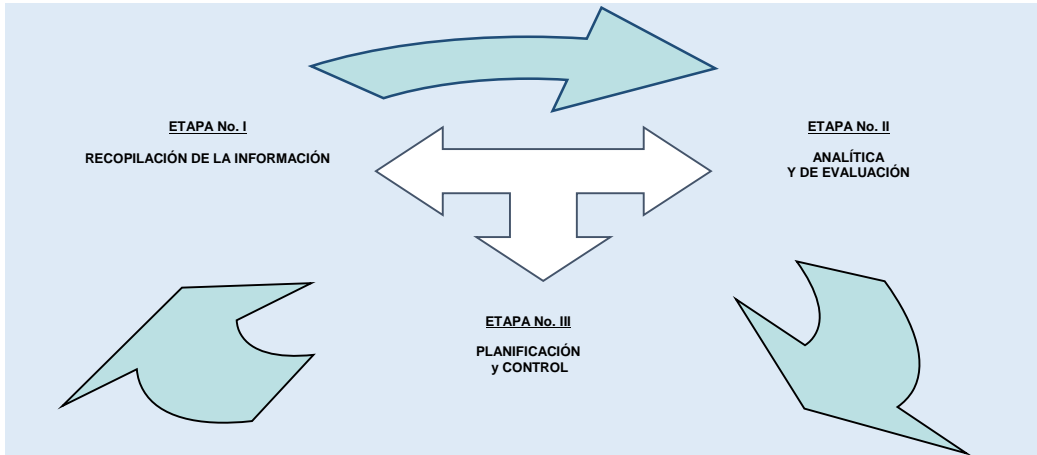 ETAPA No. I
RECOPILACIÓN DE LA INFORMACIÓN
ETAPA No. II
ANALÍTICA
Y DE EVALUACIÓN
ETAPA No. III
PLANIFICACIÓN
y CONTROL